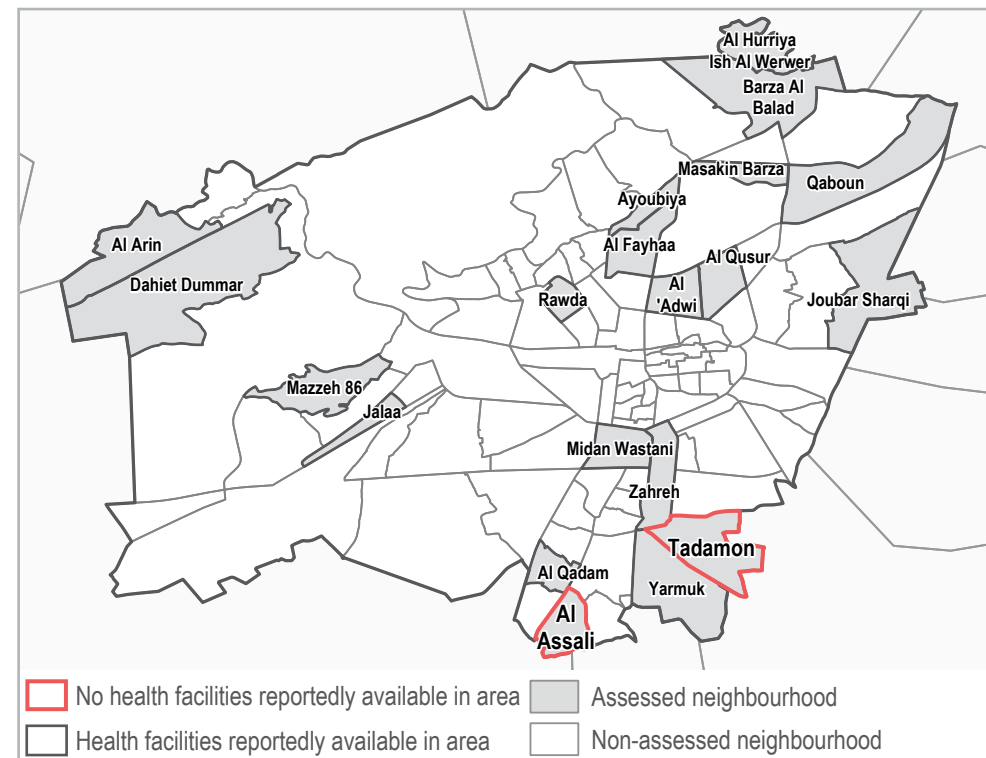 Al Hurriya
Ish Al Werwer
Barza Al
Balad
Masakin Barza
Qaboun
Ayoubiya
Al Fayhaa
Al Qusur
Al Arin
Dahiet Dummar
Rawda
Al
'Adwi
Joubar Sharqi
Mazzeh 86
Jalaa
Midan Wastani
Zahreh
Tadamon
Al Qadam
Yarmuk
Al
Assali
No health facilities reportedly available in area
Assessed neighbourhood
Health facilities reportedly available in area
Non-assessed neighbourhood